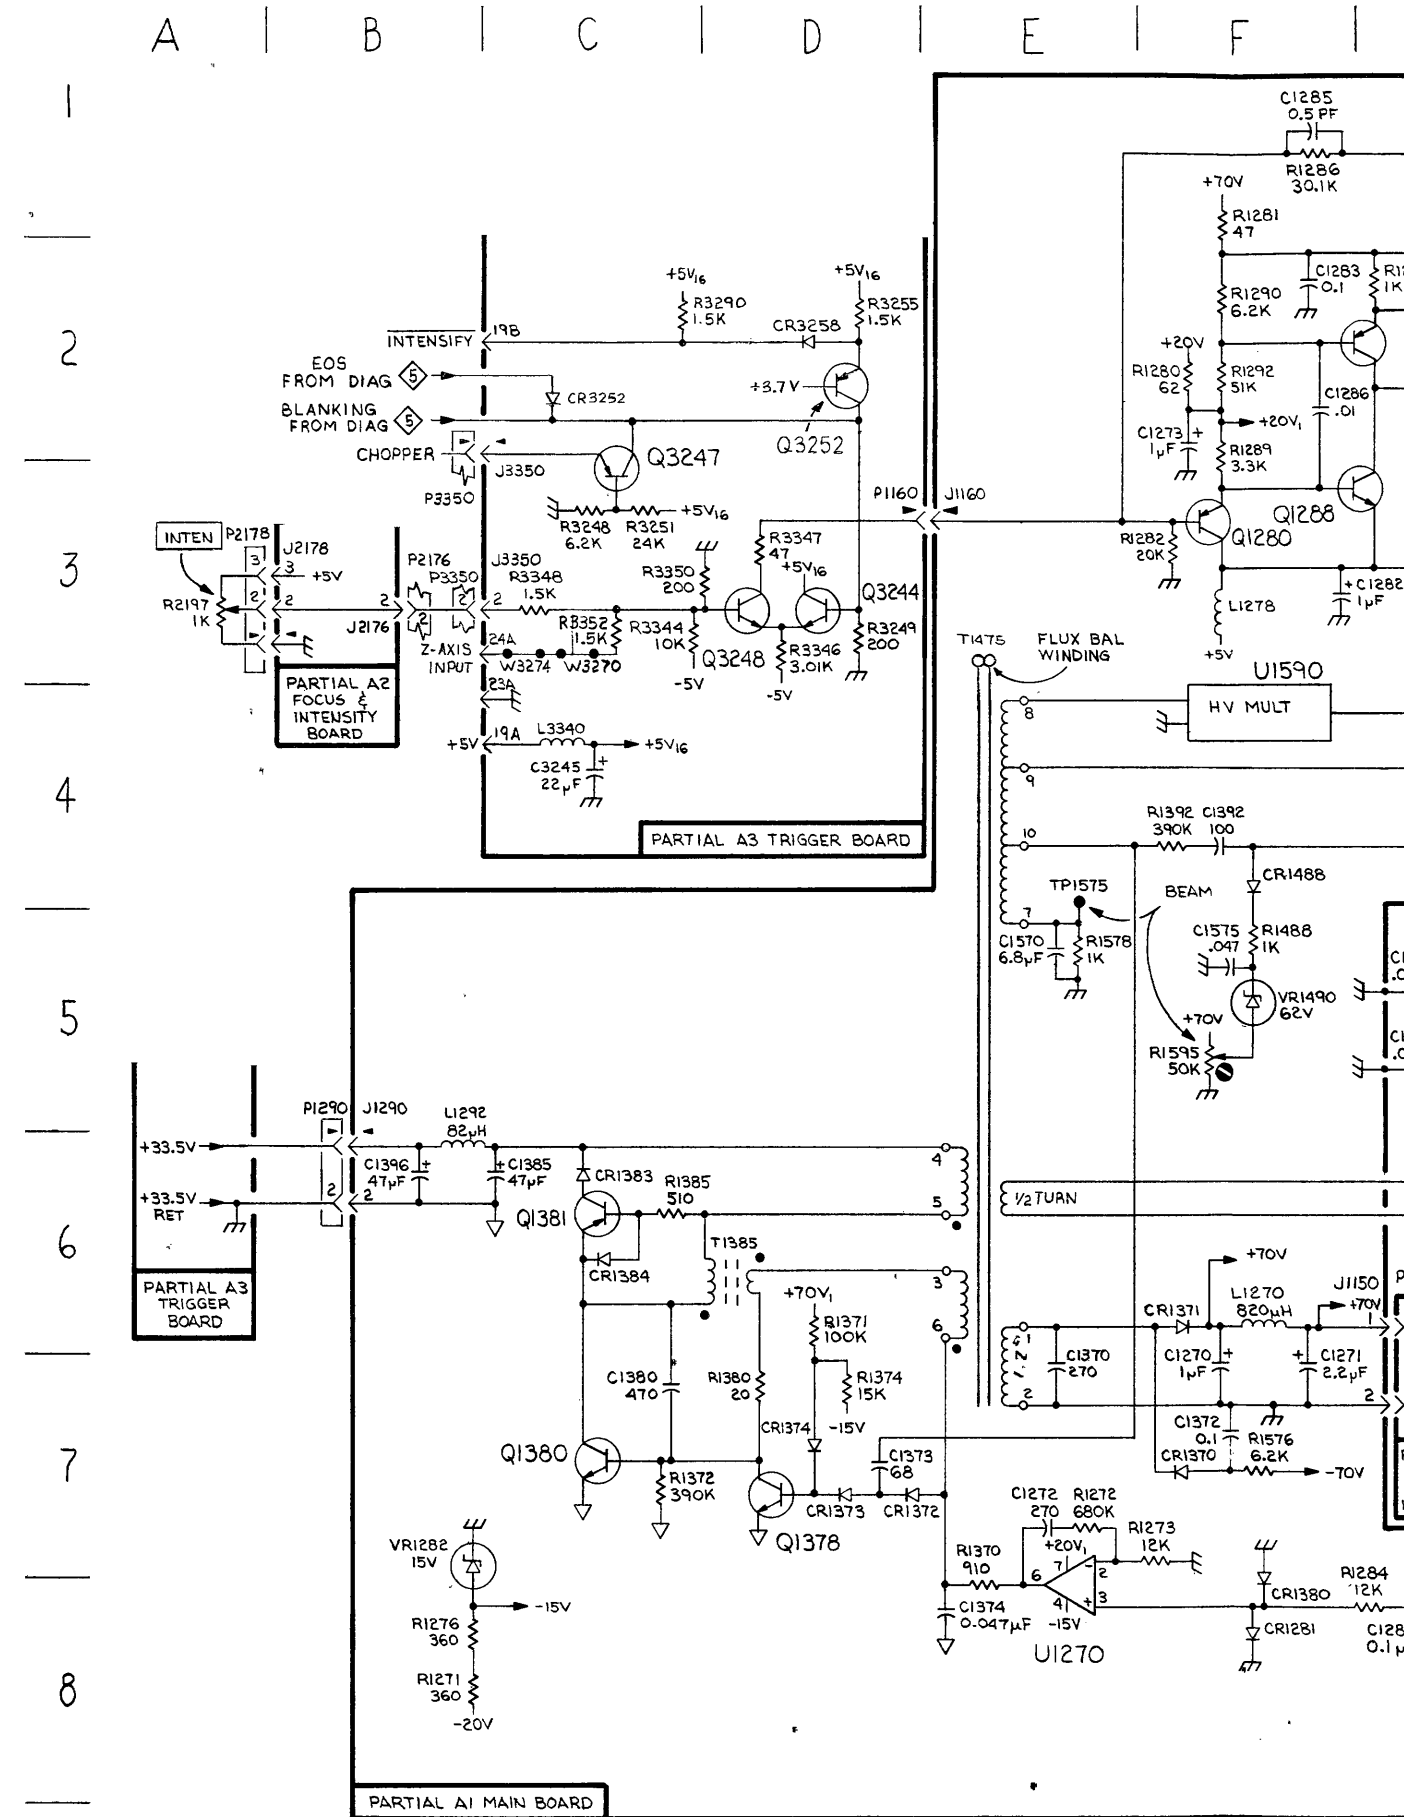 A B C D E F
1
C1285
0.5 PF
R1286
30.1K
+70V
R1281
47
C1283
0.1
1K
R1290
6.2K
2
+5V16
R3290
1.5K
+5V16
R3255
1.5K
CR3258
INTENSIFY
19B
EOS
FROM DIAG 5
CR3252
+3.7V
Q3252
BLANKING
FROM DIAG 5
CHOPPER
J3350
P3350
Q3247
+20V
R1280
62
R1292
51K
C1286
.01
+20V1
C1273
1µF
+
R1289
3.3K
Q1288
Q1280
P1160 J1160
+5V16
R3248
6.2K
R3251
24K
3
INTEN
P2178
J2178
3 3
+5V
R2197
1K
2 2
2
J2176
P2176
2
P3350
2
J3350
2
R3348
1.5K
R3350
200
R3347
47
+5V16
Q3244
R3352
1.5K
R3344
10K
-5V
Q3248
R3346
3.01K
-5V
R3249
200
Z-AXIS
INPUT
24A
W3274 W3270
23A
R1282
20K
+ C1282
1µF
L1278
+5V
PARTIAL A2
FOCUS &
INTENSITY
BOARD
+5V
19A
L3340
+5V16
C3245
22µF
+
T1475
FLUX BAL
WINDING
U1590
HV MULT
8
9
10
7
4
PARTIAL A3 TRIGGER BOARD
R1392
390K
C1392
100
CR1488
TP1575
BEAM
C1570
6.8µF
R1578
1K
C1575
.047
R1488
1K
VR1490
62V
+70V
R1595
50K
5
P1290 J1290
+33.5V
L1292
82µH
C1396
47µF
+
+ C1385
47µF
+33.5V
RET
2 2
CR1383
R1385
510
Q1381
CR1384
T1385
4
5
3
6
1/2 TURN
6
PARTIAL A3
TRIGGER
BOARD
+70V1
R1371
100K
R1374
15K
-15V
C1380
470
R1380
20
CR1374
+70V
CR1371
L1270
820µH
J1150
+70V
1
1
2
C1370
270
C1270
1µF
+
+ C1271
2.2µF
2
C1372
0.1
CR1370
R1576
6.2K
-70V
7
Q1380
R1372
390K
C1373
68
CR1373 CR1372
Q1378
C1272
270
R1272
680K
R1273
12K
VR1282
15V
-15V
R1276
360
R1271
360
-20V
R1370
910
+20V1
7
6
-
2
4
+
3
-15V
C1374
0.047µF
U1270
CR1380
CR1281
R1284
12K
0.1µ
8
PARTIAL A1 MAIN BOARD